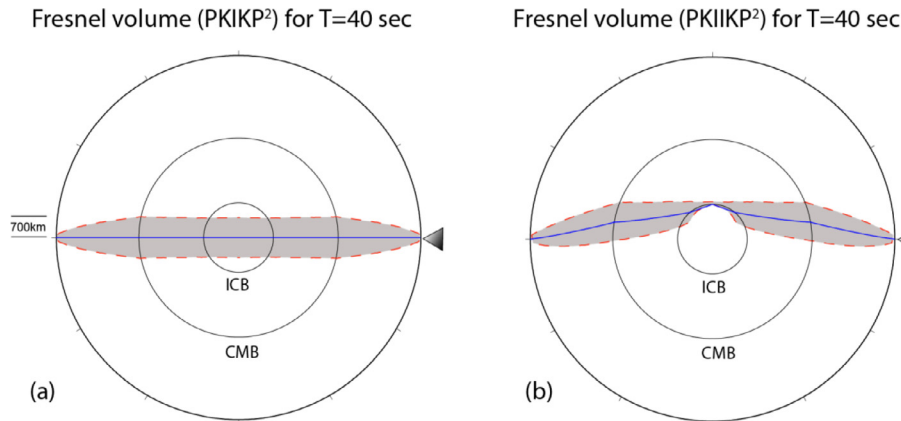 Fresnel volume (PKIKP²) for T=40 sec
700km
ICB
CMB
(a)
Fresnel volume (PKIIKP²) for T=40 sec
ICB
CMB
(b)